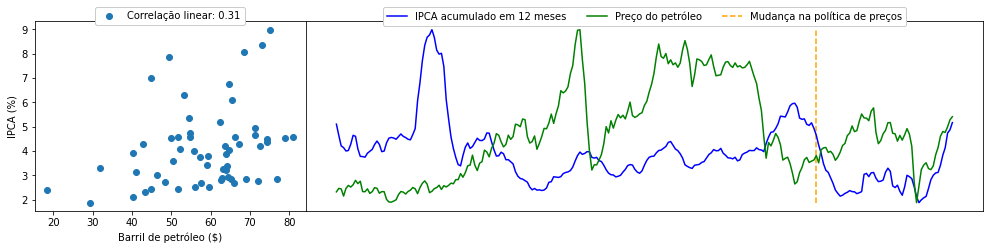 Correlação linear: 0.31
IPCA acumulado em 12 meses
Preço do petróleo
Mudança na política de preços
IPCA (%)
9
8
7
6
5
4
3
2
20 30 40 50 60 70 80
Barril de petróleo ($)